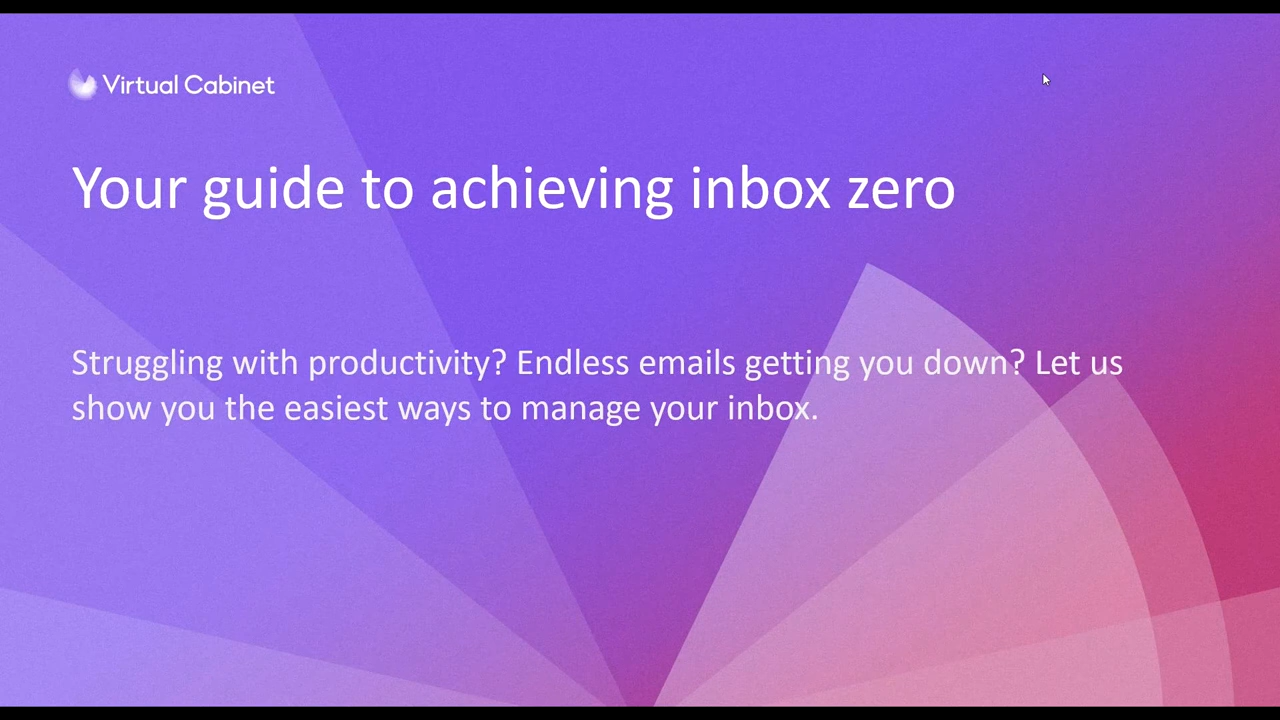 Virtual Cabinet
Your guide to achieving inbox zero
Struggling with productivity? Endless emails getting you down? Let us
show you the easiest ways to manage your inbox.